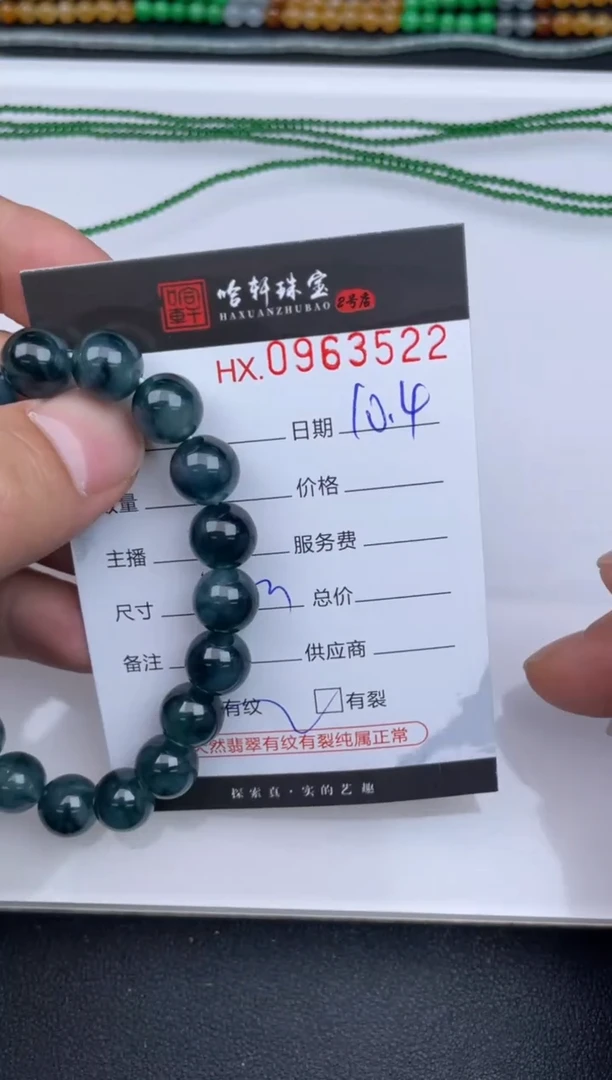 哈轩珠宝 2号店
HAXUANZHUBAO
HX.0963522
日期 10.4
量 价格
主播 服务费
尺寸 总价
备注 供应商
有纹 有裂
然翡翠有纹有裂纯属正常
探索真·实的艺趣